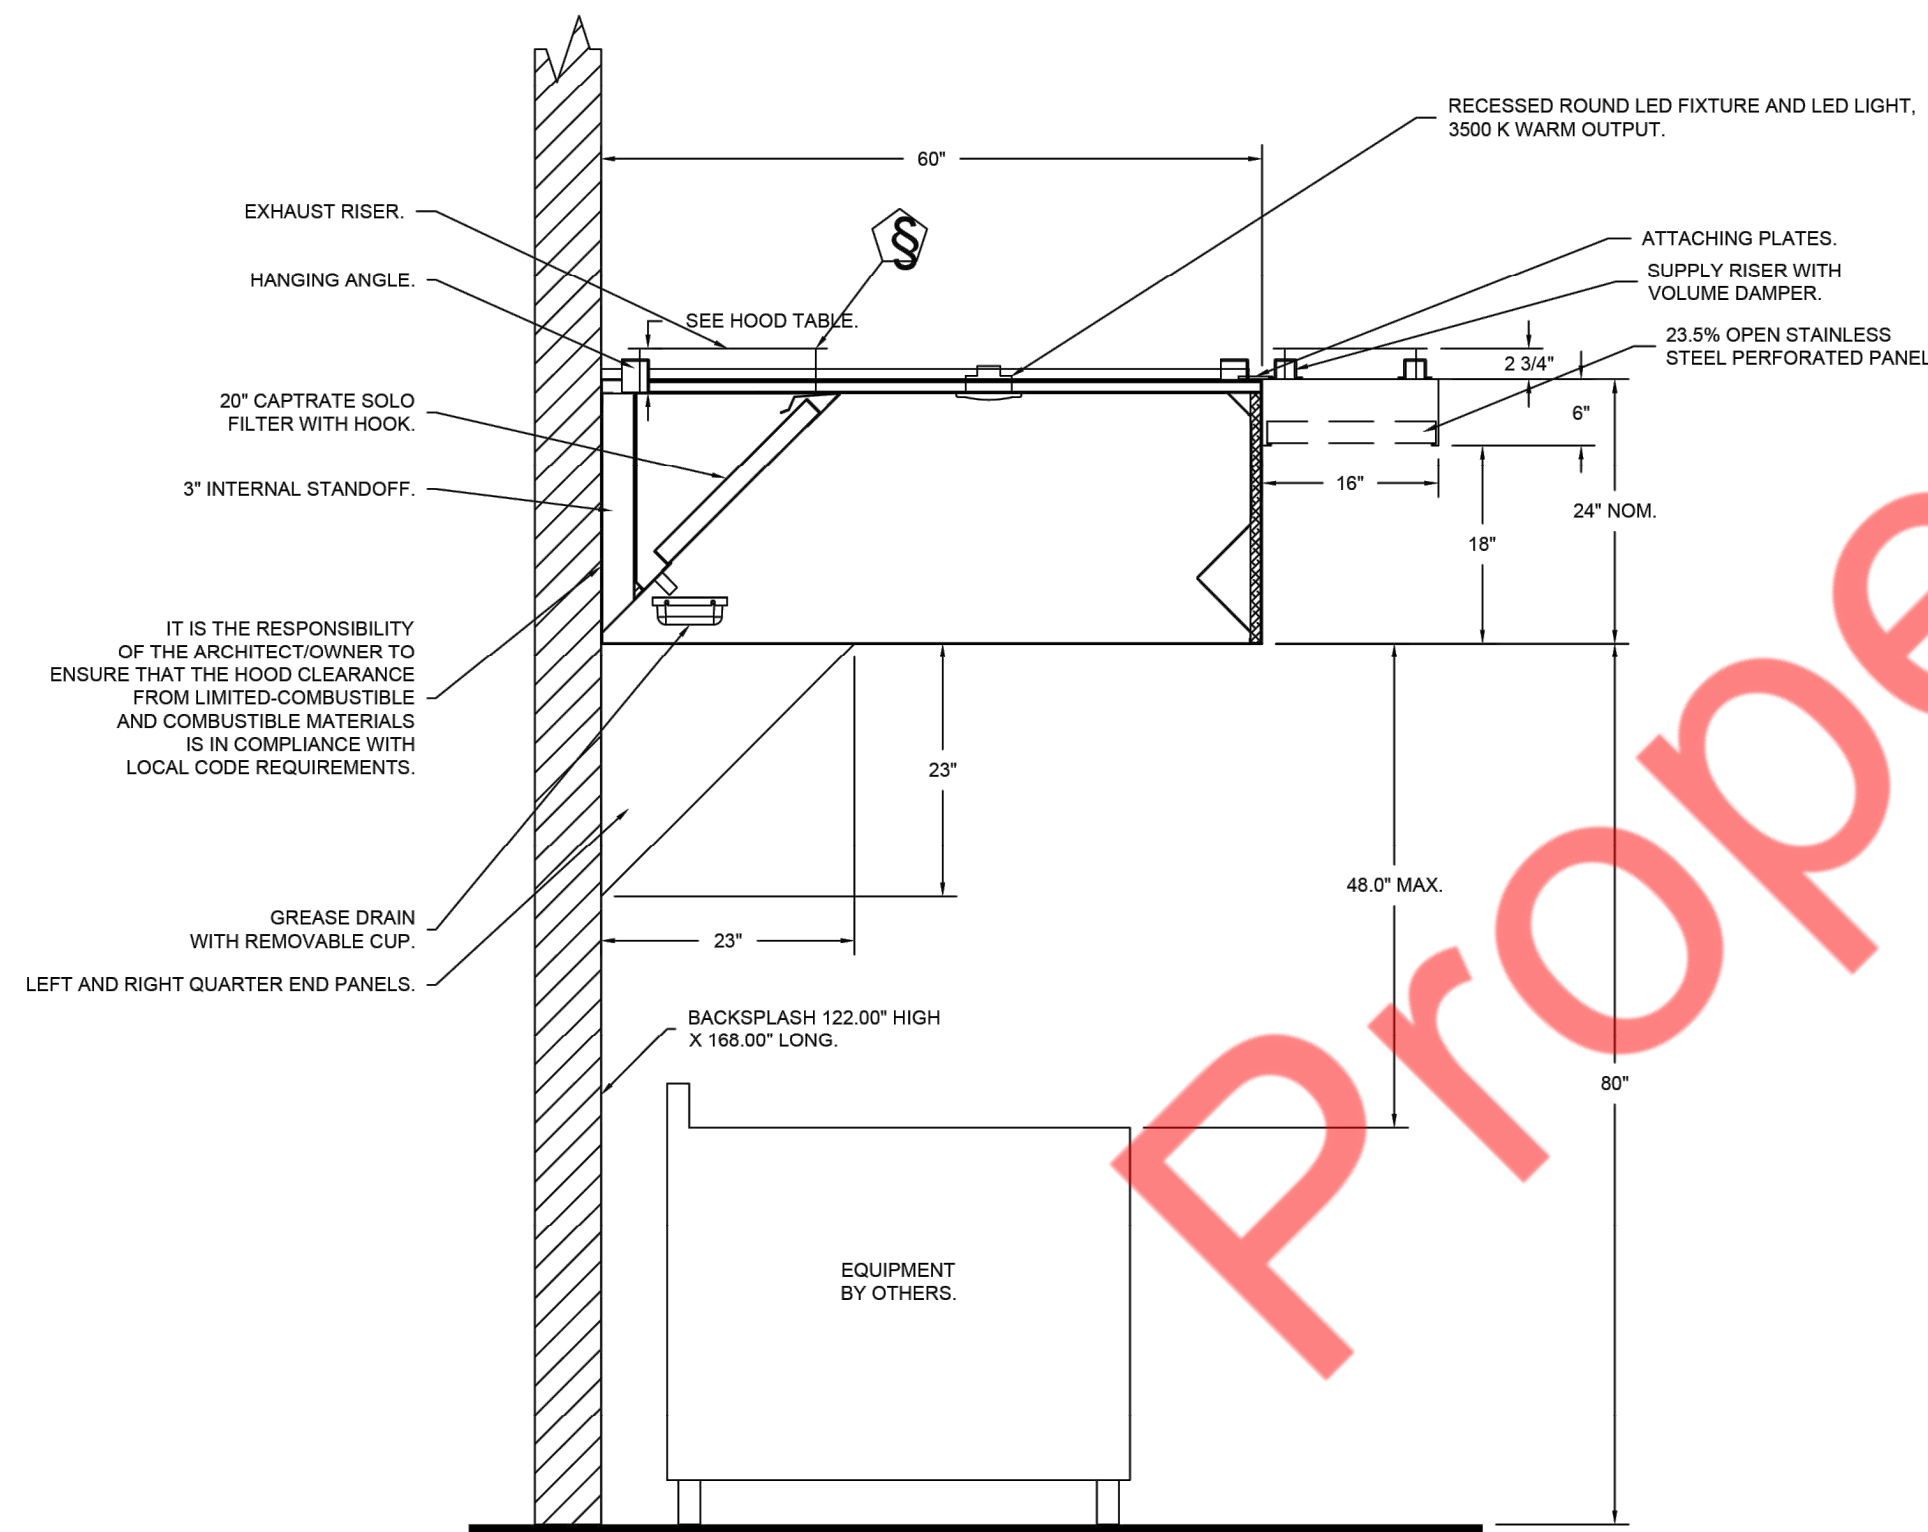 RECESSED ROUND LED FIXTURE AND LED LIGHT,
3500 K WARM OUTPUT.
60"
EXHAUST RISER.
§
ATTACHING PLATES.
HANGING ANGLE.
SUPPLY RISER WITH
VOLUME DAMPER.
SEE HOOD TABLE.
23.5% OPEN STAINLESS
STEEL PERFORATED PANEL
2 3/4"
20" CAPTRATE SOLO
FILTER WITH HOOK.
6"
3" INTERNAL STANDOFF.
16"
24" NOM.
18"
IT IS THE RESPONSIBILITY
OF THE ARCHITECT/OWNER TO
ENSURE THAT THE HOOD CLEARANCE
FROM LIMITED-COMBUSTIBLE
AND COMBUSTIBLE MATERIALS
IS IN COMPLIANCE WITH
LOCAL CODE REQUIREMENTS.
23"
48.0" MAX.
GREASE DRAIN
WITH REMOVABLE CUP.
23"
LEFT AND RIGHT QUARTER END PANELS.
BACKSPLASH 122.00" HIGH
X 168.00" LONG.
80"
EQUIPMENT
BY OTHERS.
Prope